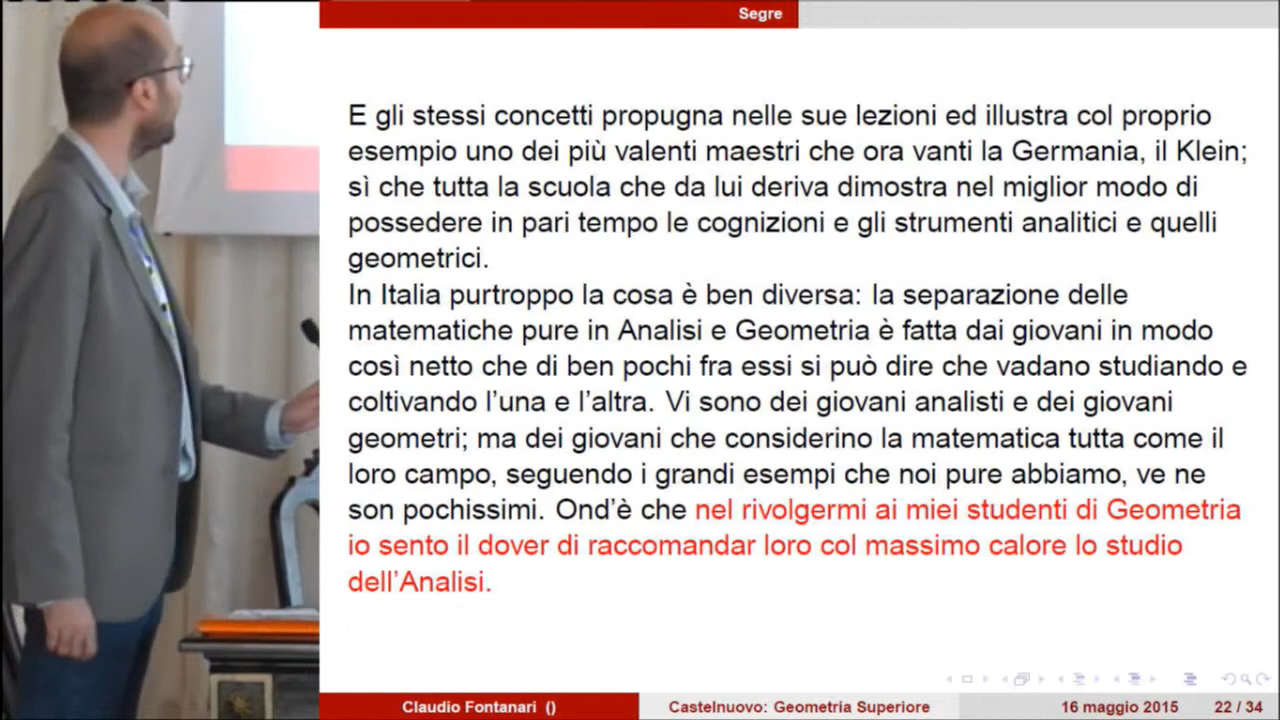 Segre
E gli stessi concetti propugna nelle sue lezioni ed illustra col proprio
esempio uno dei più valenti maestri che ora vanti la Germania, il Klein;
sì che tutta la scuola che da lui deriva dimostra nel miglior modo di
possedere in pari tempo le cognizioni e gli strumenti analitici e quelli
geometrici.
In Italia purtroppo la cosa è ben diversa: la separazione delle
matematiche pure in Analisi e Geometria è fatta dai giovani in modo
così netto che di ben pochi fra essi si può dire che vadano studiando e
coltivando l'una e l'altra. Vi sono dei giovani analisti e dei giovani
geometri; ma dei giovani che considerino la matematica tutta come il
loro campo, seguendo i grandi esempi che noi pure abbiamo, ve ne
son pochissimi. Ond'è che nel rivolgermi ai miei studenti di Geometria
io sento il dover di raccomandar loro col massimo calore lo studio
dell'Analisi.
Claudio Fontanari () Castelnuovo: Geometria Superiore 16 maggio 2015 22 / 34